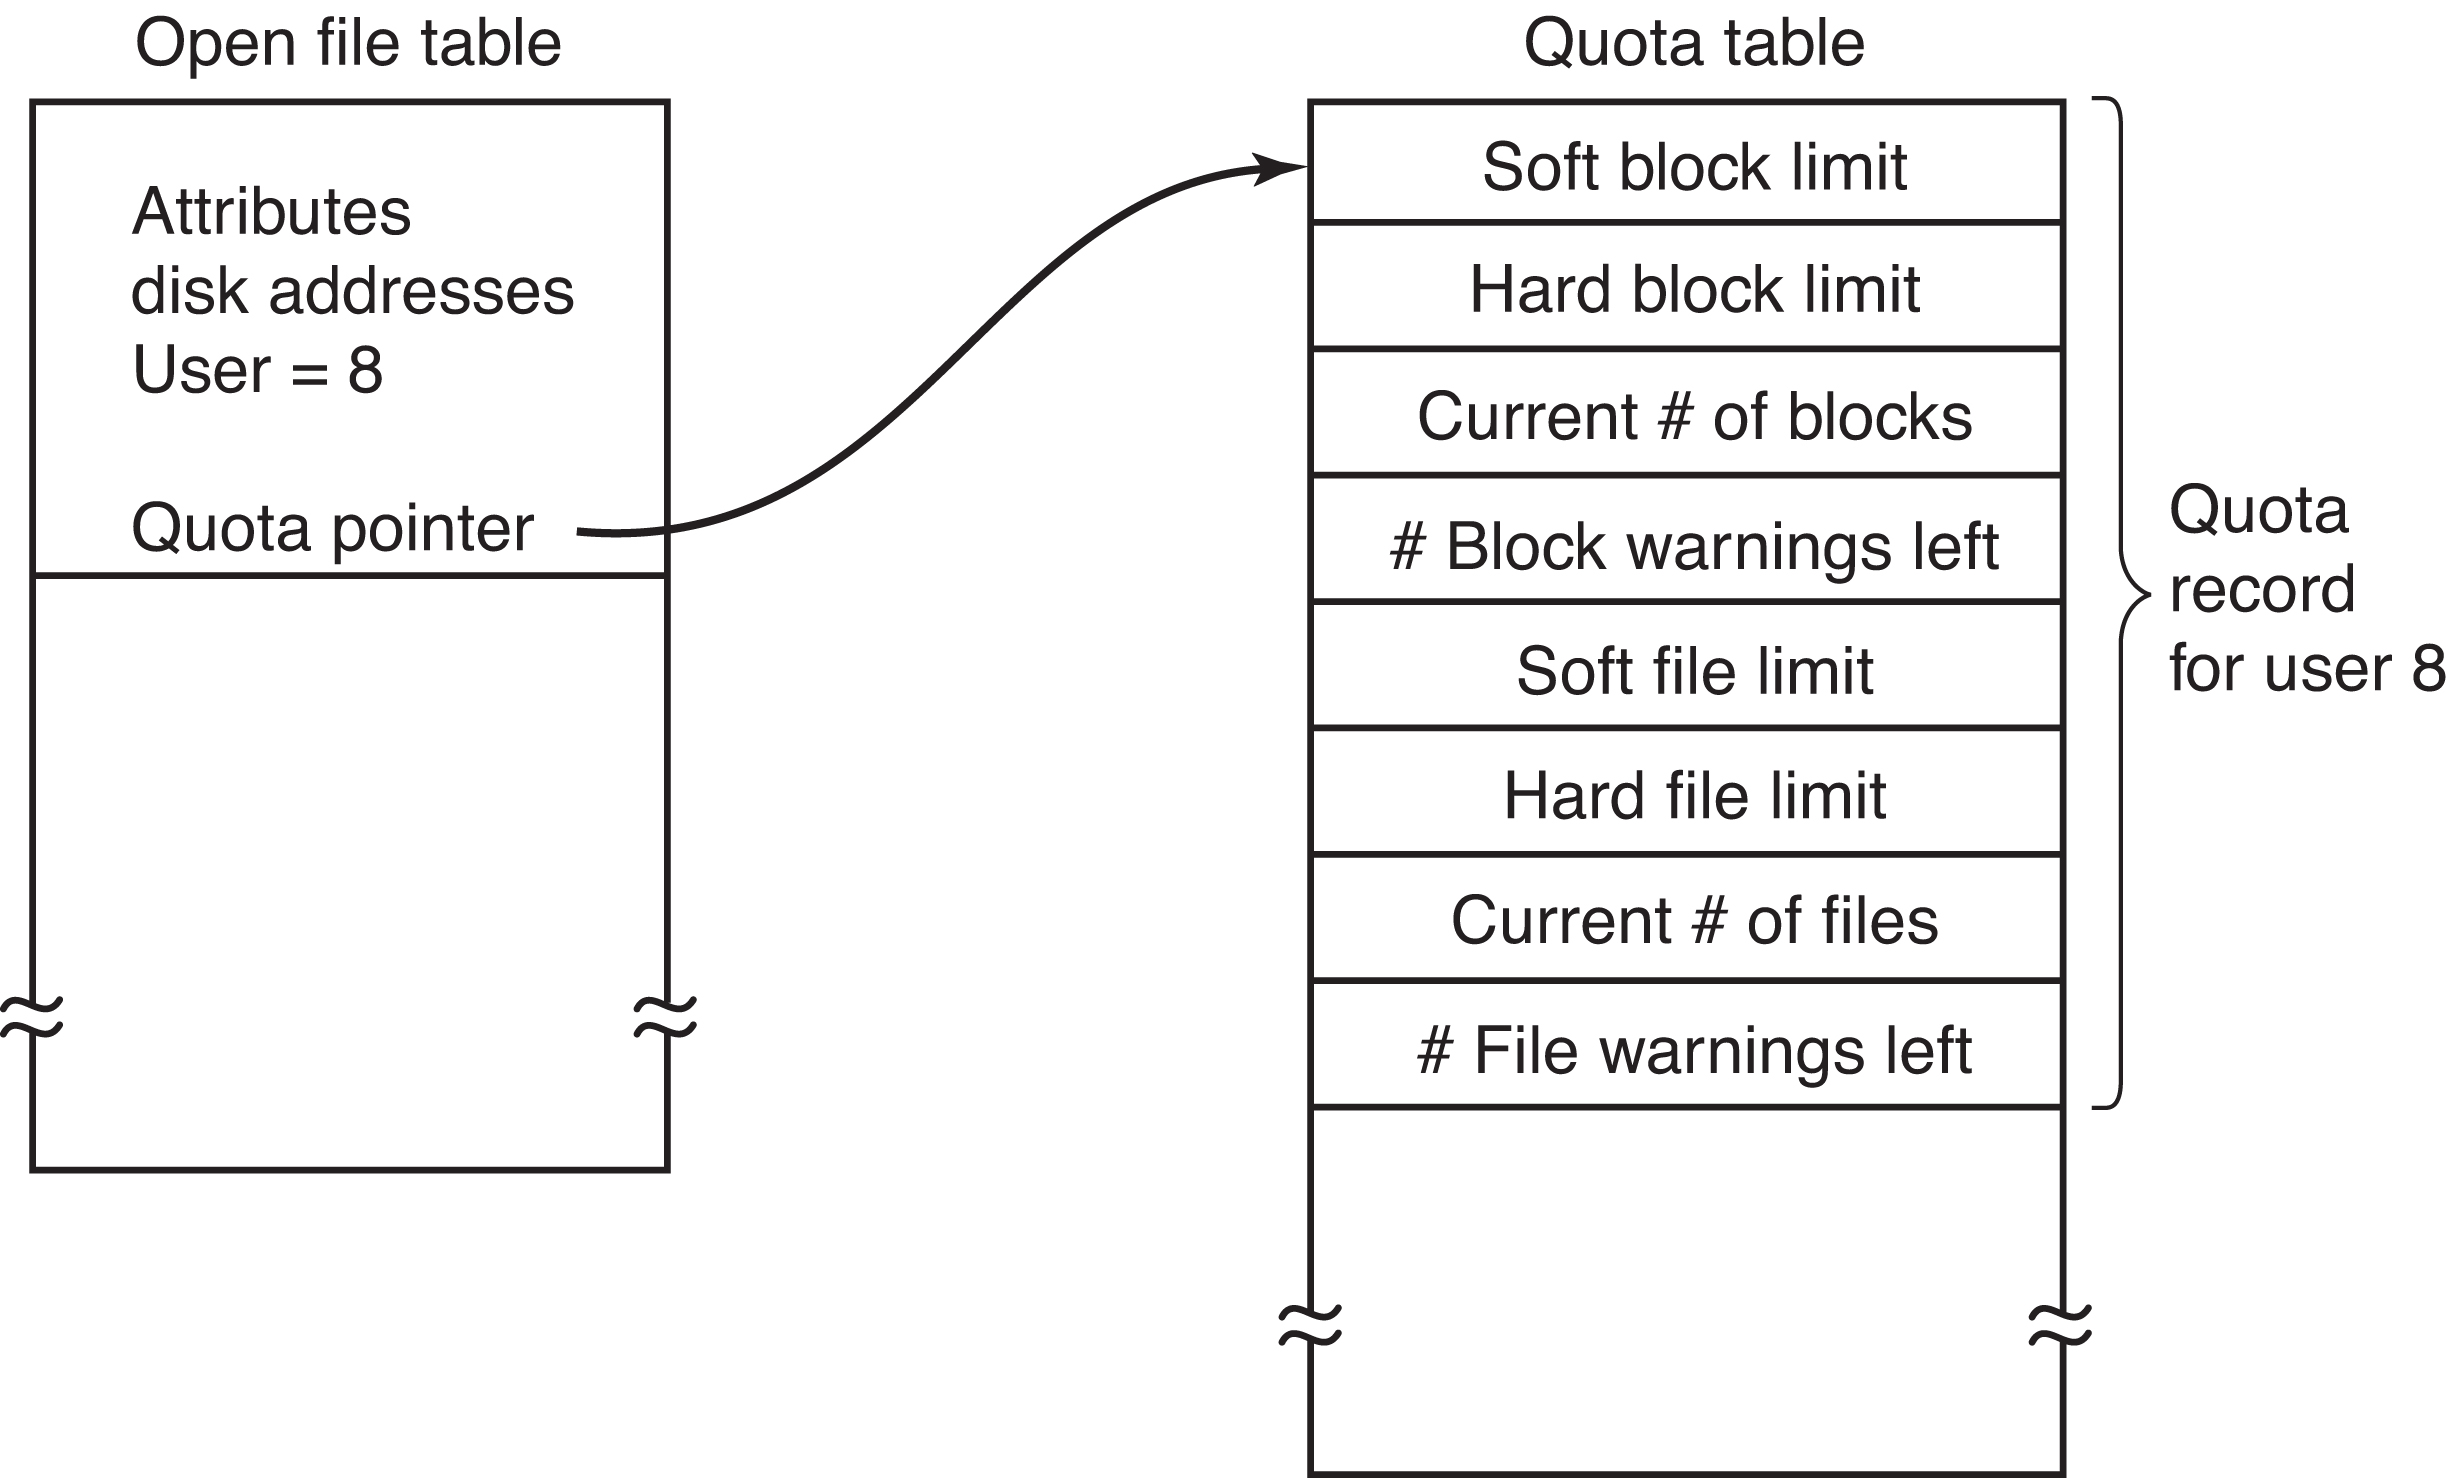 Open file table
Attributes
disk addresses
User = 8
Quota pointer
Quota table
Soft block limit
Hard block limit
Current # of blocks
# Block warnings left
Soft file limit
Hard file limit
Current # of files
# File warnings left
Quota
record
for user 8